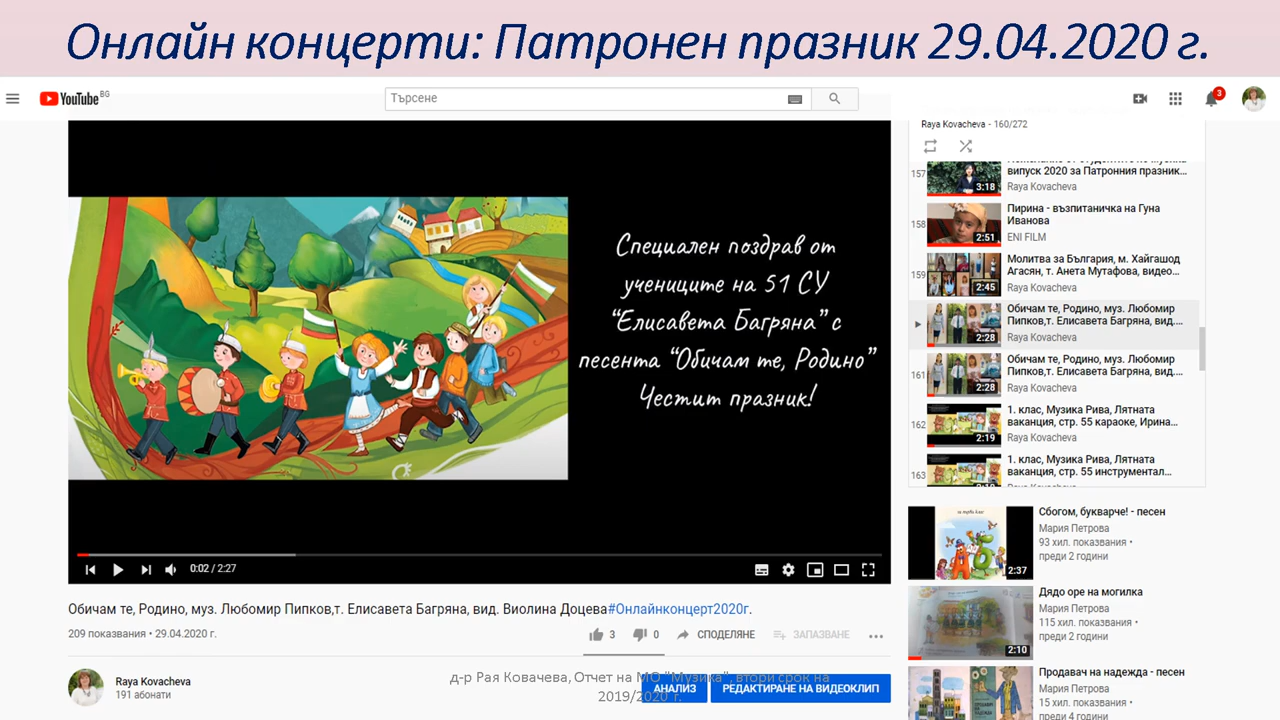 Онлайн концерти: Патронен празник 29.04.2020 г.
YouTube BG
Търсене
3
Специален поздрав от
учениците на 51 СУ
"Елисавета Багряна" с
песента "Обичам те, Родино"
Честит празник!
0:02 / 2:27
Обичам те, Родино, муз. Любомир Пипков,т. Елисавета Багряна, вид. Виолина Доцева#Онлайнконцерт2020г.
209 показвания • 29.04.2020 г.
3
0
СПОДЕЛЯНЕ
ЗАПАЗВАНЕ
Raya Kovacheva
191 абонати
АНАЛИЗ
РЕДАКТИРАНЕ НА ВИДЕОКЛИП
д-р Рая Ковачева, Отчет на МО "Музика", втори срок на
2019/2020 г.
Raya Kovacheva - 160/272
157
випуск 2020 за Патронния празник...
Raya Kovacheva
3:18
158
Пирина - възпитаничка на Гуна
Иванова
ENI FILM
2:51
159
Молитва за България, м. Хайгашод
Агасян, т. Анета Мутафова, видео...
Raya Kovacheva
2:45
Обичам те, Родино, муз. Любомир
Пипков,т. Елисавета Багряна, вид....
Raya Kovacheva
2:28
161
Обичам те, Родино, муз. Любомир
Пипков,т. Елисавета Багряна, вид....
Raya Kovacheva
2:28
162
1. клас, Музика Рива, Лятната
ваканция, стр. 55 караоке, Ирина...
Raya Kovacheva
2:19
163
1. клас, Музика Рива, Лятната
ваканция, стр. 55 инструментал...
Сбогом, букварче! - песен
Мария Петрова
93 хил. показвания •
преди 2 години
2:37
Дядо оре на могилка
Мария Петрова
115 хил. показвания •
преди 2 години
2:10
Продавач на надежда - песен
Мария Петрова
15 хил. показвания •
преди 4 години